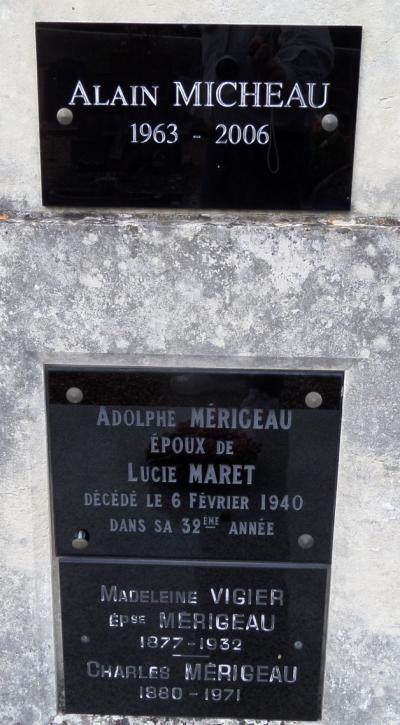 Alain MICHEAU
1963 - 2006
Adolphe MÉRIGEAU
ÉPOUX DE
Lucie MARET
DÉCÉDÉ LE 6 FÉVRIER 1940
DANS SA 32ÈME ANNÉE
Madeleine VIGIER
ÉPSE MÉRIGEAU
1877-1932
Charles MÉRIGEAU
1880-1971